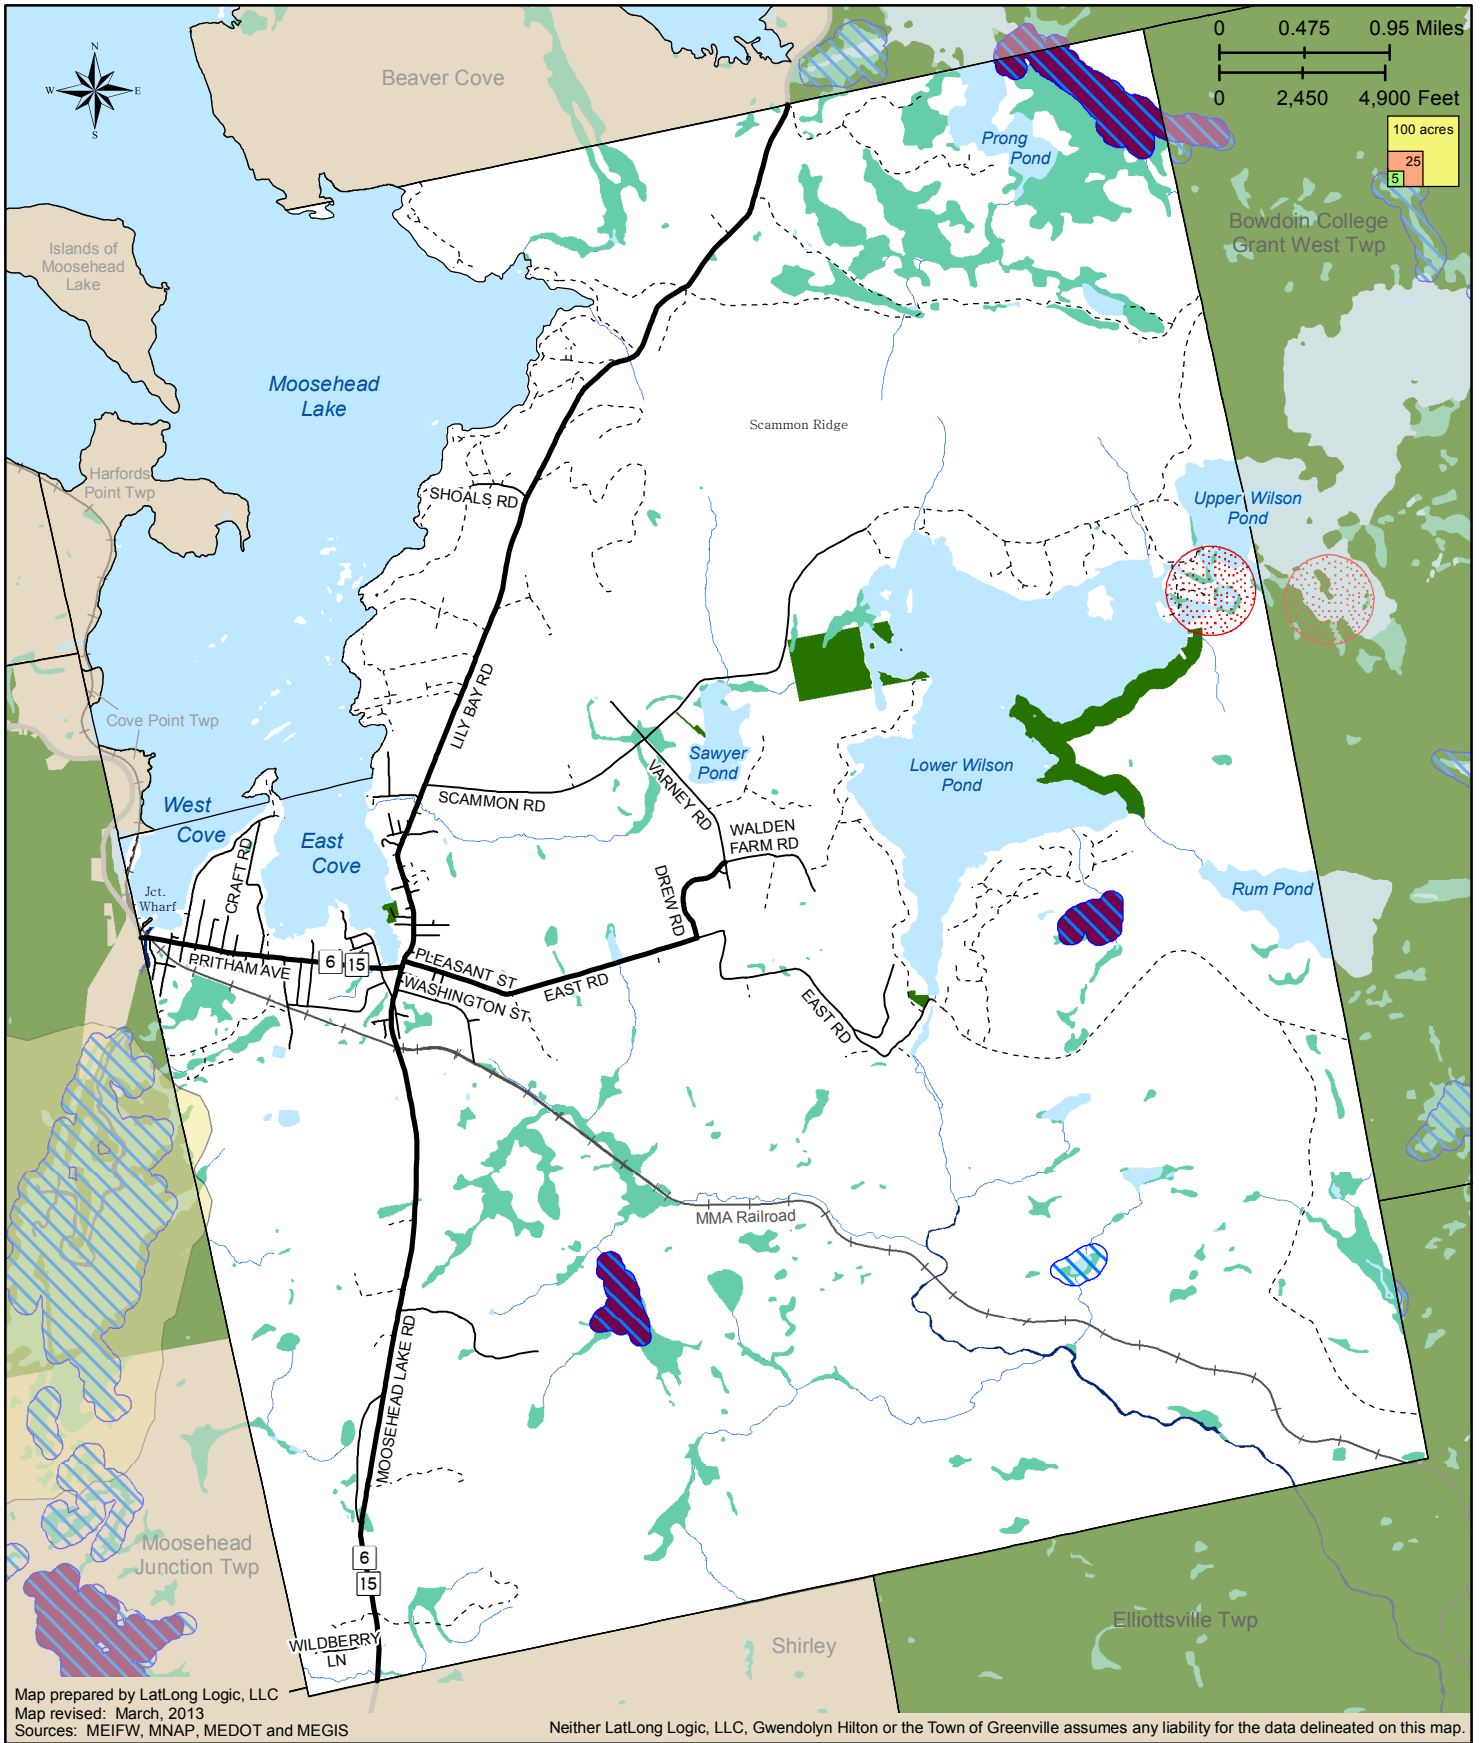 0 0.475 0.95 Miles
0 2,450 4,900 Feet
100 acres
25
5
N
W E
S
Beaver Cove
Prong
Pond
Bowdoin College
Grant West Twp
Islands of
Moosehead
Lake
Moosehead
Lake
Scammon Ridge
Harfords
Point Twp
SHOALS RD
Upper Wilson
Pond
LILY BAY RD
Cove Point Twp
Sawyer
Pond
Lower Wilson
Pond
SCAMMON RD
VARNEY RD
West
Cove
East
Cove
WALDEN
FARM RD
CRAFT RD
DREW RD
Jct.
Wharf
Rum Pond
PRITHAM AVE
6 15
PLEASANT ST
WASHINGTON ST
EAST RD
EAST RD
MMA Railroad
MOOSEHEAD LAKE RD
Moosehead
Junction Twp
6
15
WILDBERRY
LN
Shirley
Elliottsville Twp
Map prepared by LatLong Logic, LLC
Map revised: March, 2013
Sources: MEIFW, MNAP, MEDOT and MEGIS
Neither LatLong Logic, LLC, Gwendolyn Hilton or the Town of Greenville assumes any liability for the data delineated on this map.